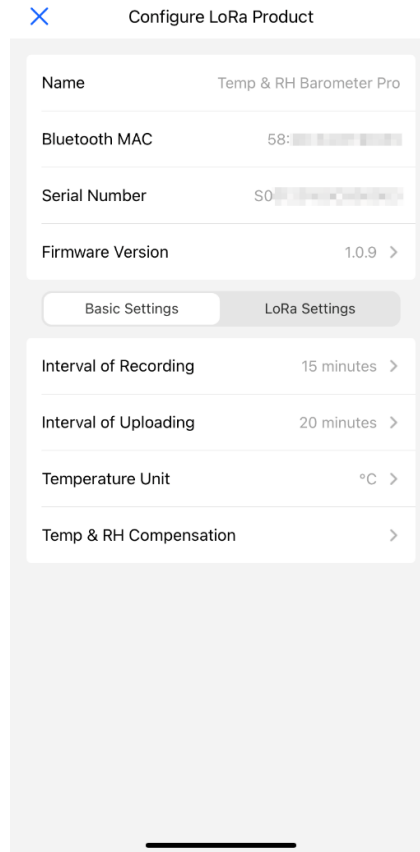 Configure LoRa Product
Name Temp & RH Barometer Pro
Bluetooth MAC 58:
Serial Number S0
Firmware Version 1.0.9
Basic Settings LoRa Settings
Interval of Recording 15 minutes
Interval of Uploading 20 minutes
Temperature Unit °C
Temp & RH Compensation